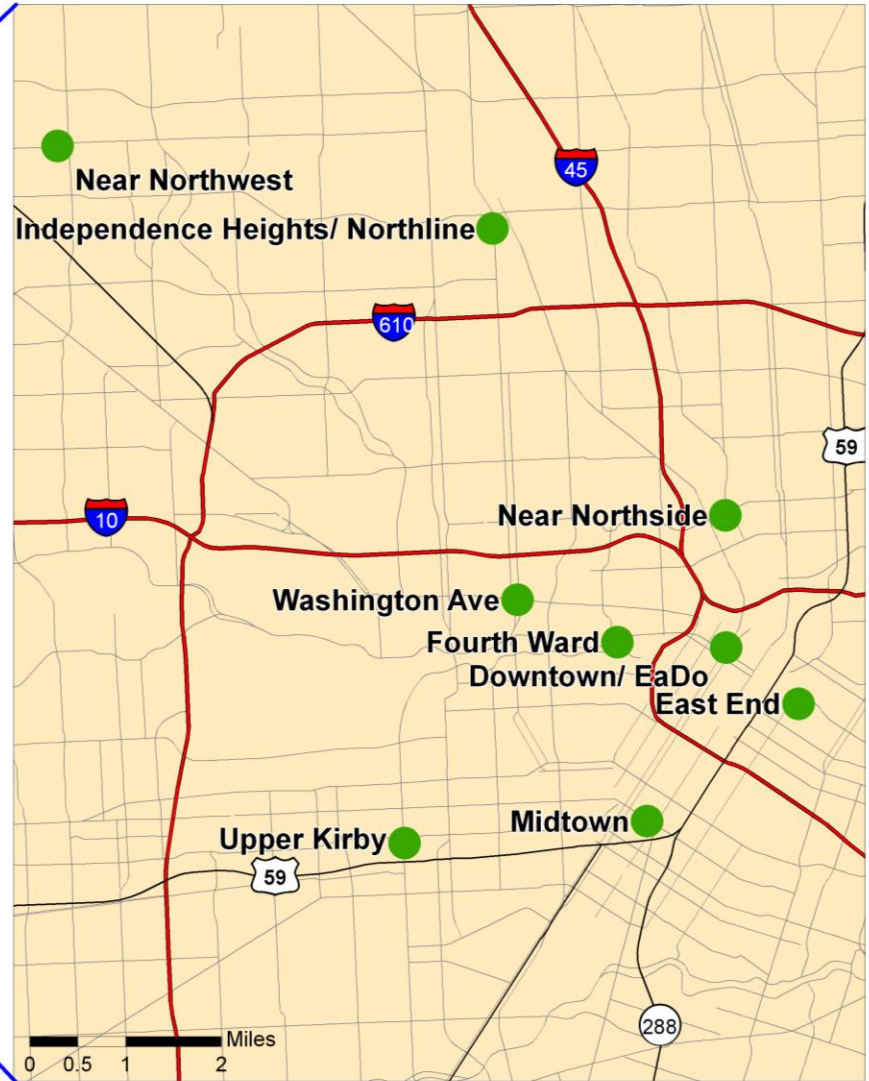 45
Near Northwest
Independence Heights/ Northline
610
59
10
Near Northside
Washington Ave
Fourth Ward
Downtown/ EaDo
East End
Midtown
Upper Kirby
59
288
Miles
0 0.5 1 2